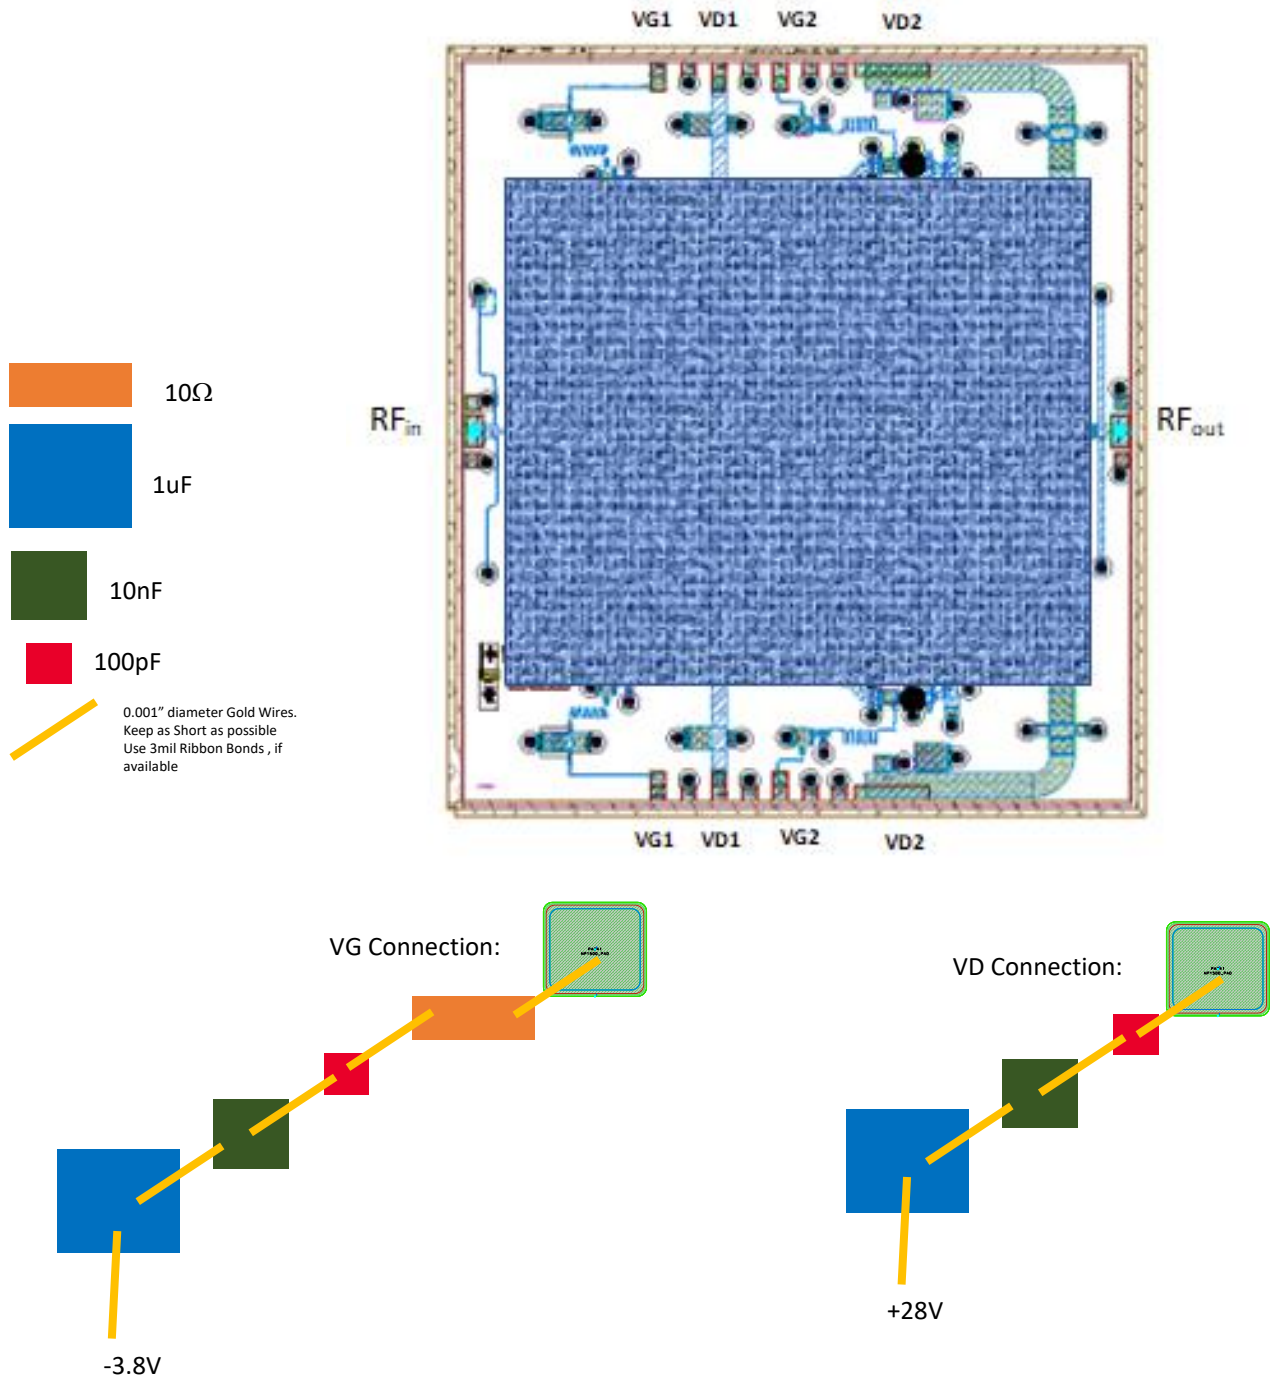 VG1 VD1 VG2 VD2
10Ω
RFin
RFout
1uF
10nF
100pF
0.001” diameter Gold Wires.
Keep as Short as possible
Use 3mil Ribbon Bonds , if
available
VG1 VD1 VG2 VD2
VG Connection:
VD Connection:
+28V
-3.8V